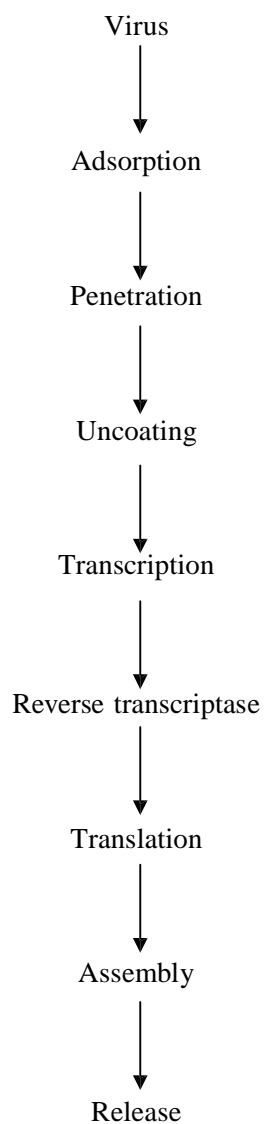 Virus
Adsorption
Penetration
Uncoating
Transcription
Reverse transcriptase
Translation
Assembly
Release